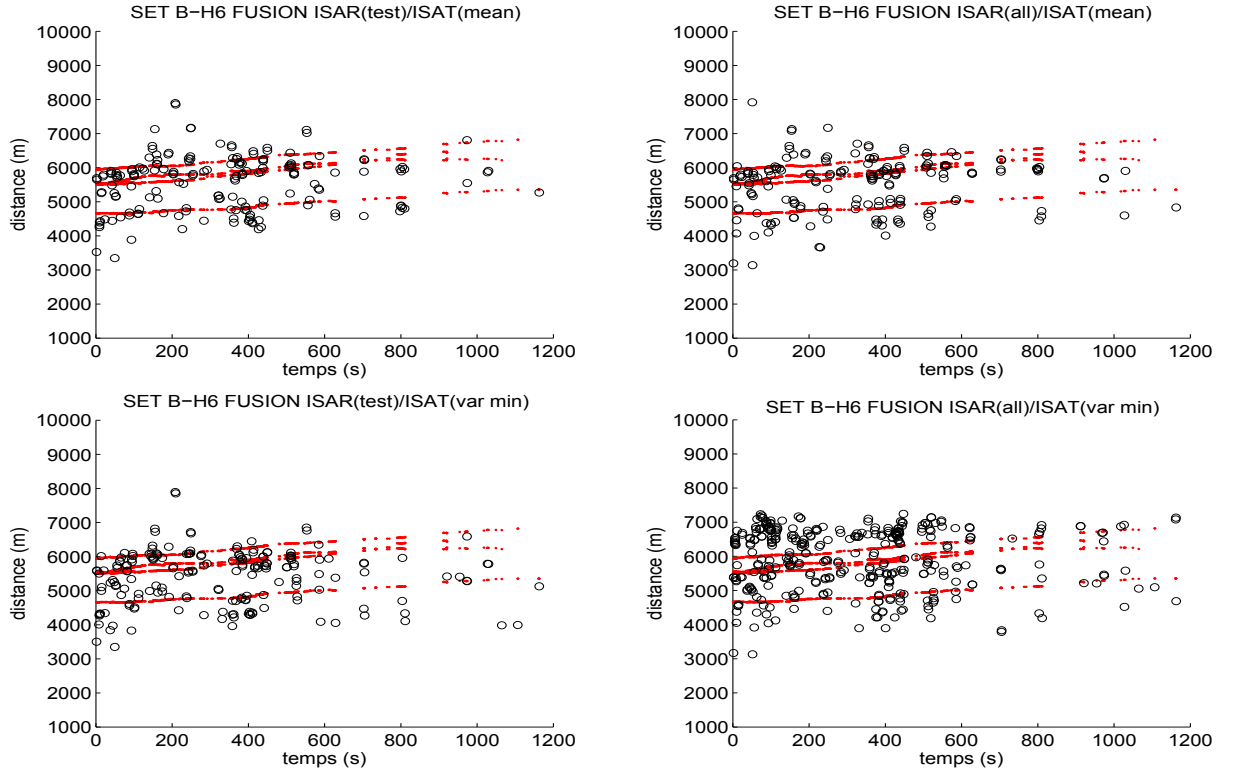 SET B−H6 FUSION ISAR(test)/ISAT(mean)
10000
9000
8000
7000
6000
5000
4000
3000
2000
1000
distance (m)
0 200 400 600 800 1000 1200
temps (s)
SET B−H6 FUSION ISAR(all)/ISAT(mean)
10000
9000
8000
7000
6000
5000
4000
3000
2000
1000
distance (m)
0 200 400 600 800 1000 1200
temps (s)
SET B−H6 FUSION ISAR(test)/ISAT(var min)
10000
9000
8000
7000
6000
5000
4000
3000
2000
1000
distance (m)
0 200 400 600 800 1000 1200
temps (s)
SET B−H6 FUSION ISAR(all)/ISAT(var min)
10000
9000
8000
7000
6000
5000
4000
3000
2000
1000
distance (m)
0 200 400 600 800 1000 1200
temps (s)